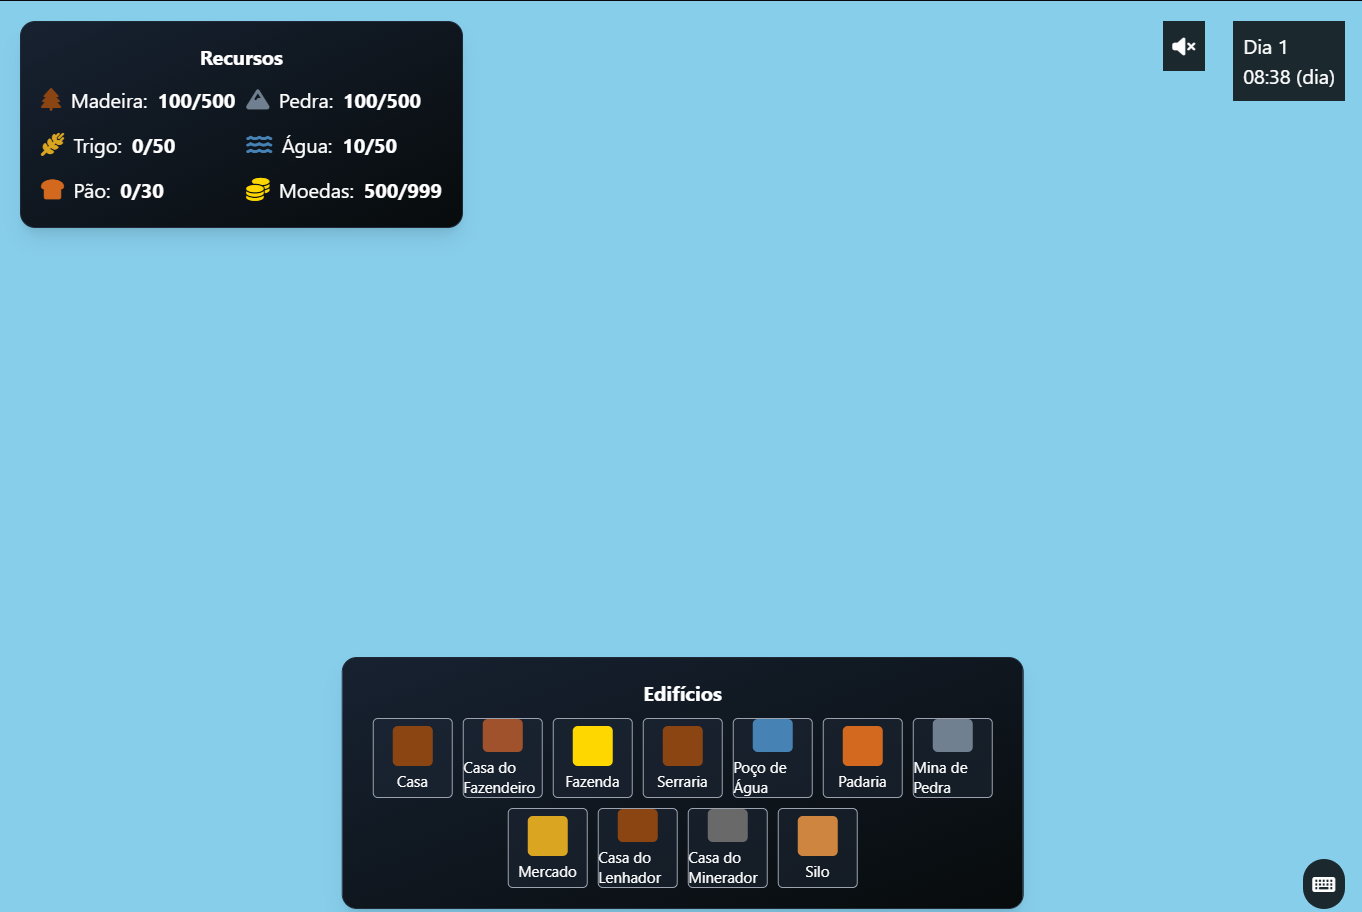 Recursos
Madeira: 100/500 Pedra: 100/500
Trigo: 0/50 Água: 10/50
Pão: 0/30 Moedas: 500/999
Dia 1
08:38 (dia)
Edifícios
Casa
Casa do
Fazendeiro
Fazenda
Serraria
Poço de
Água
Padaria
Mina de
Pedra
Mercado
Casa do
Lenhador
Casa do
Minerador
Silo